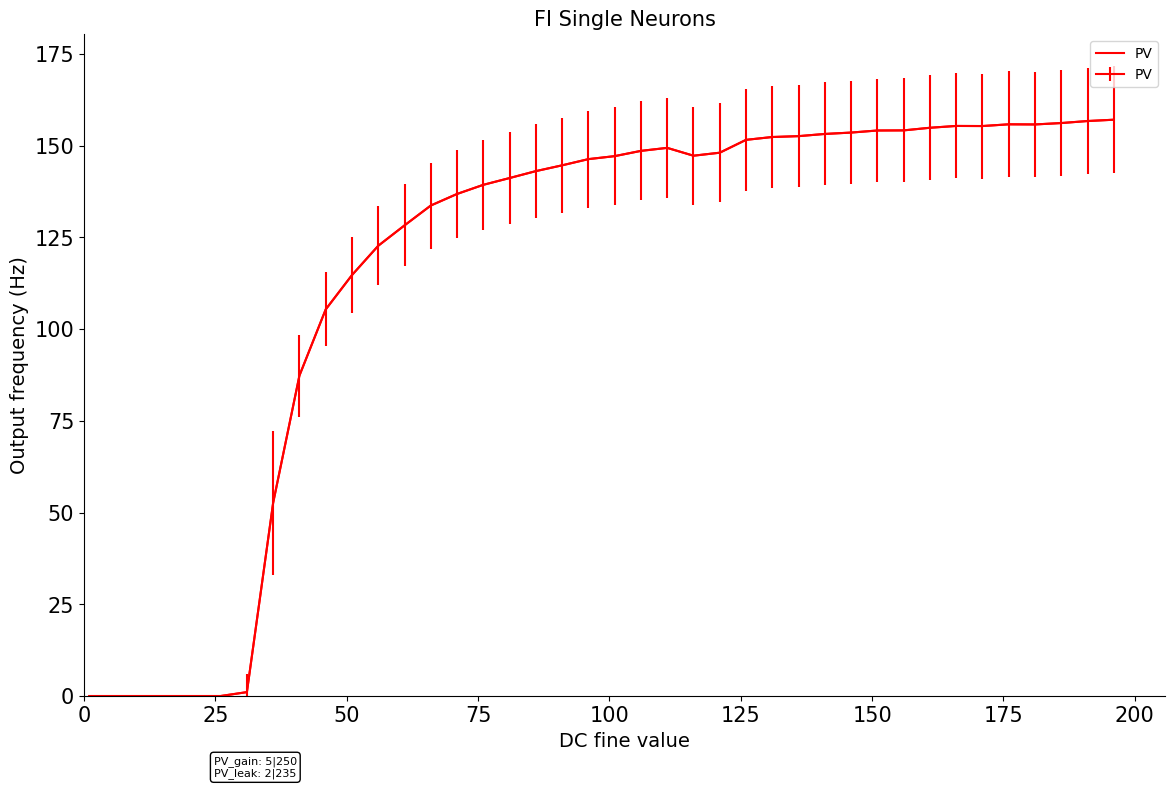 FI Single Neurons
PV
PV
175
150
125
100
75
50
25
0
Output frequency (Hz)
0 25 50 75 100 125 150 175 200
DC fine value
PV_gain: 5|250
PV_leak: 2|235